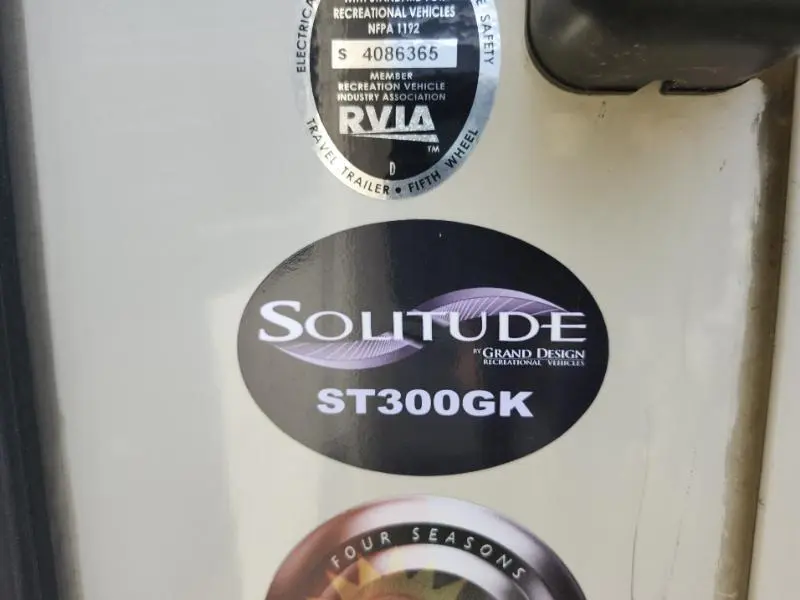 RECREATIONAL VEHICLES
NFPA 1192
S 4086365
MEMBER
RECREATION VEHICLE
INDUSTRY ASSOCIATION
RVIA
TM
D
ELECTRICA
SAFETY
TRAVEL TRAILER • FIFTH WHEEL
SOLITUDE
BY GRAND DESIGN
RECREATIONAL VEHICLES
ST300GK
FOUR SEASONS